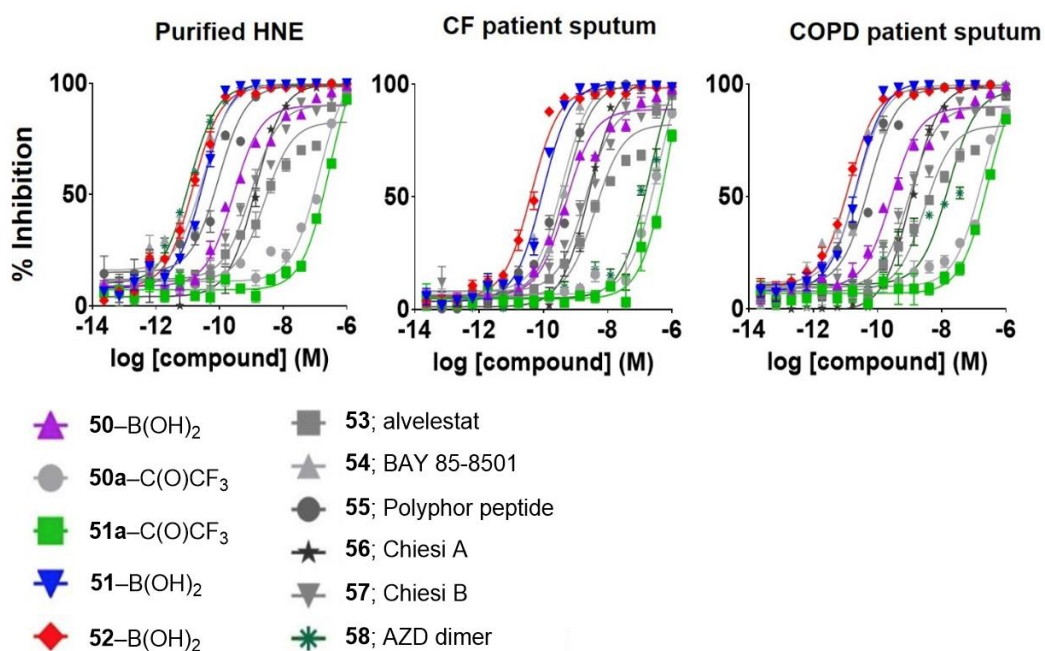 Purified HNE
CF patient sputum
COPD patient sputum
% Inhibition
100
50
0
-14 -12 -10 -8 -6
log [compound] (M)
100
50
0
-14 -12 -10 -8 -6
log [compound] (M)
100
50
0
-14 -12 -10 -8 -6
log [compound] (M)
50–B(OH)2
50a–C(O)CF3
51a–C(O)CF3
51–B(OH)2
52–B(OH)2
53; alvelestat
54; BAY 85-8501
55; Polyphor peptide
56; Chiesi A
57; Chiesi B
58; AZD dimer